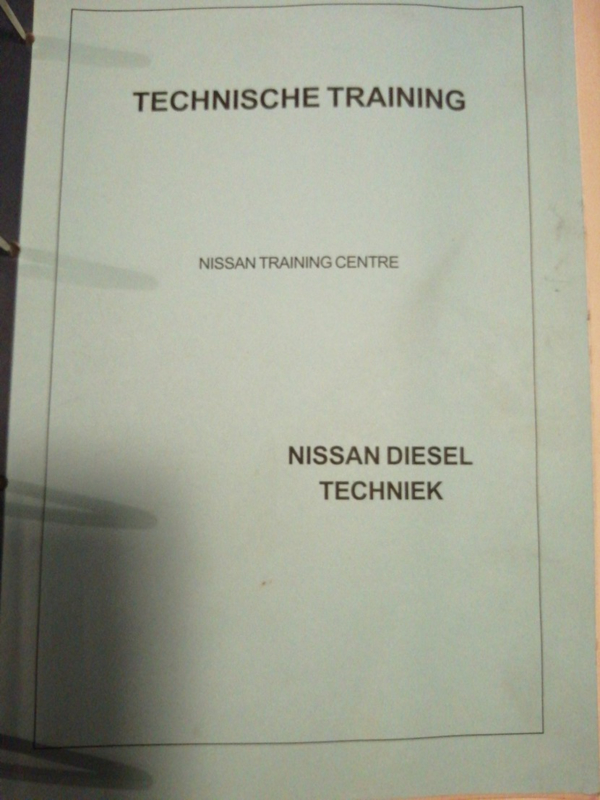 TECHNISCHE TRAINING
NISSAN TRAINING CENTRE
NISSAN DIESEL
TECHNIEK